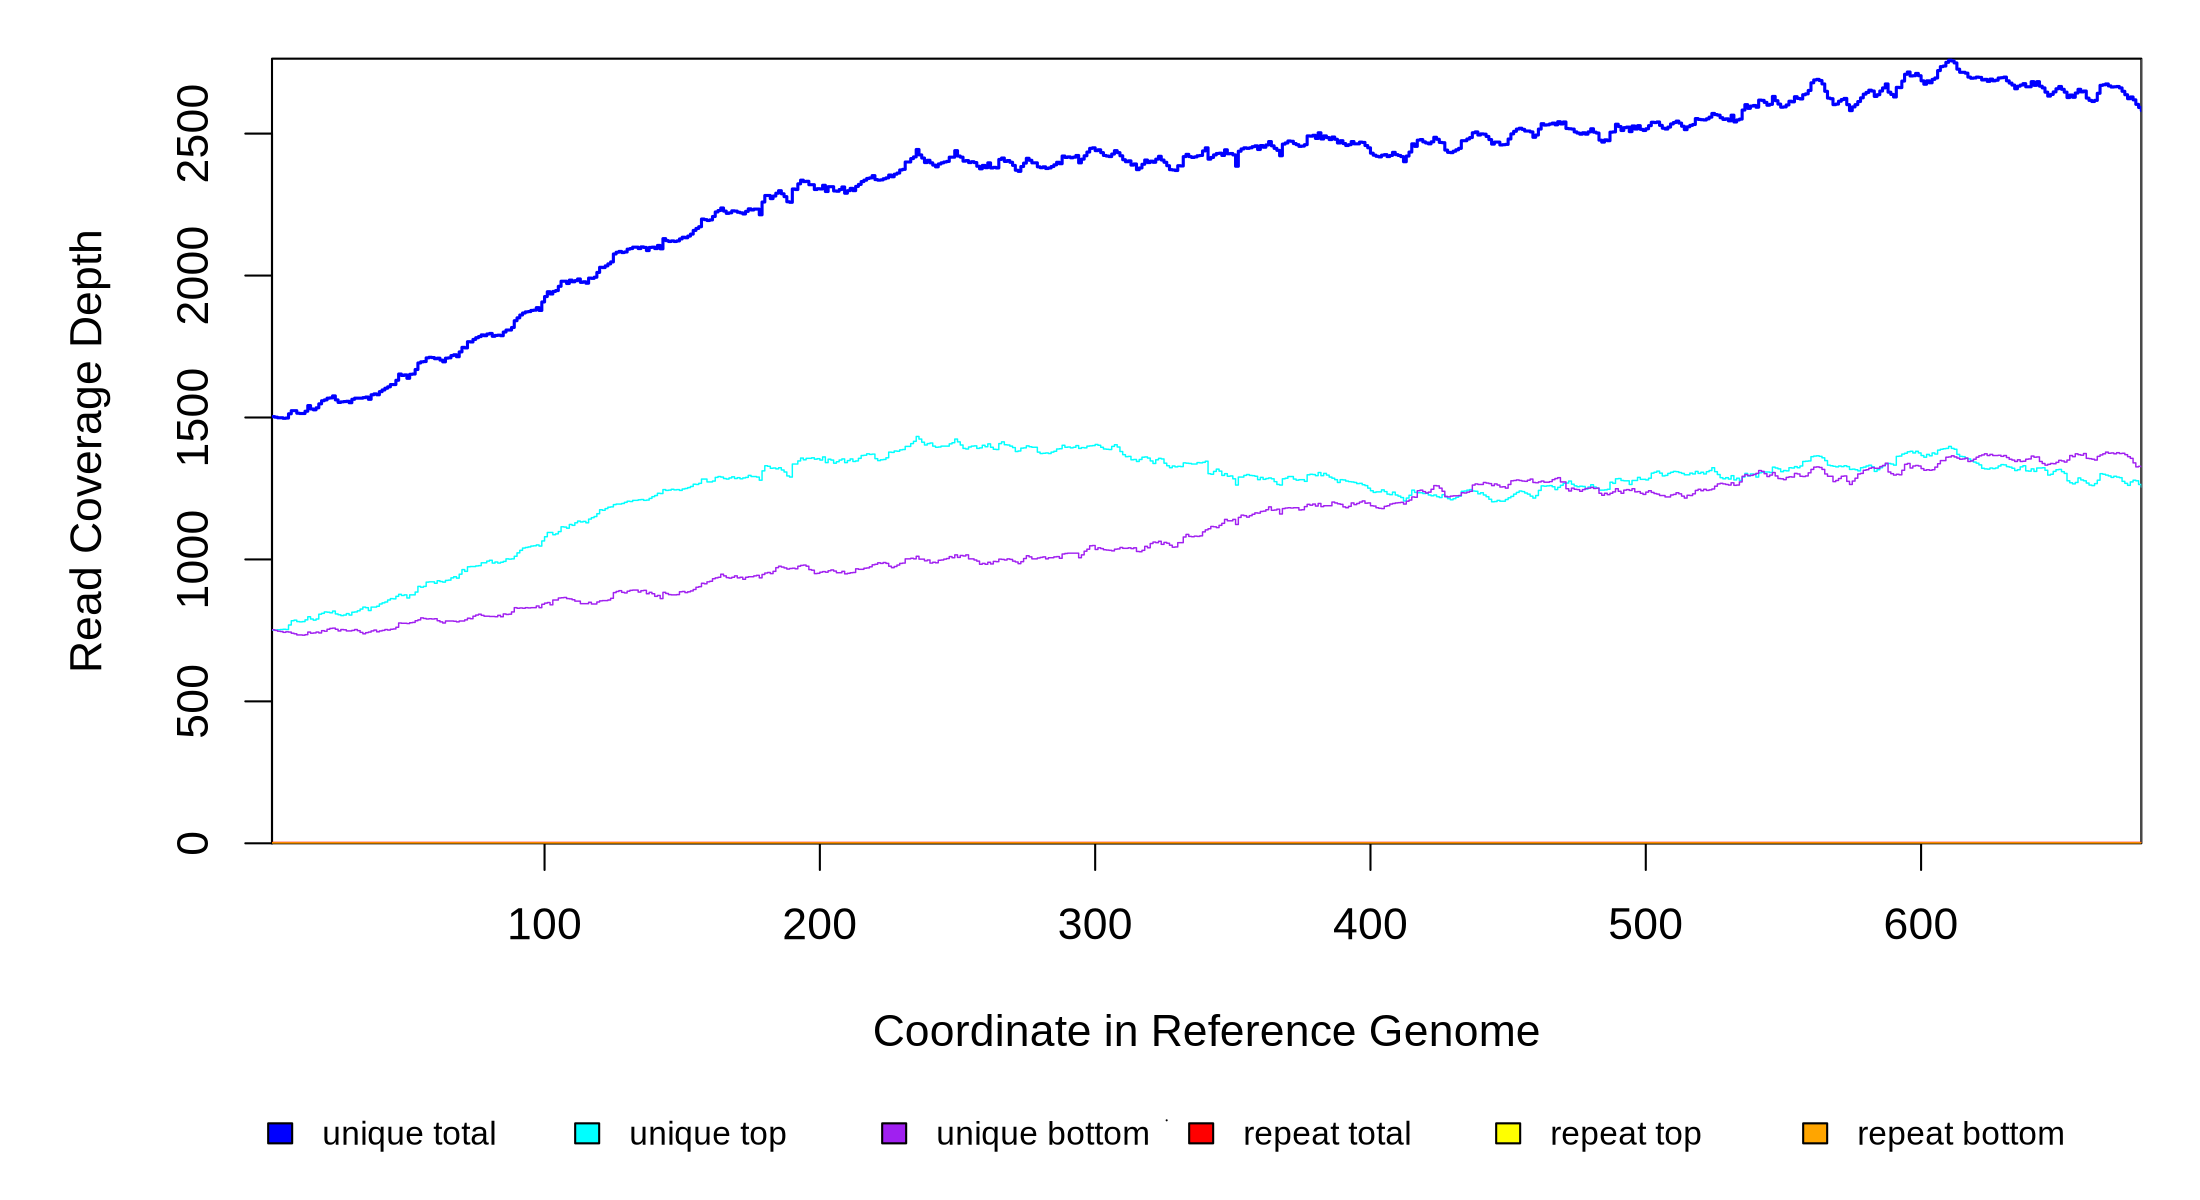 Read Coverage Depth
2500
2000
1500
1000
500
0
100 200 300 400 500 600
Coordinate in Reference Genome
unique total unique top unique bottom repeat total repeat top repeat bottom